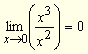 lim x→0 (x³/x²) = 0